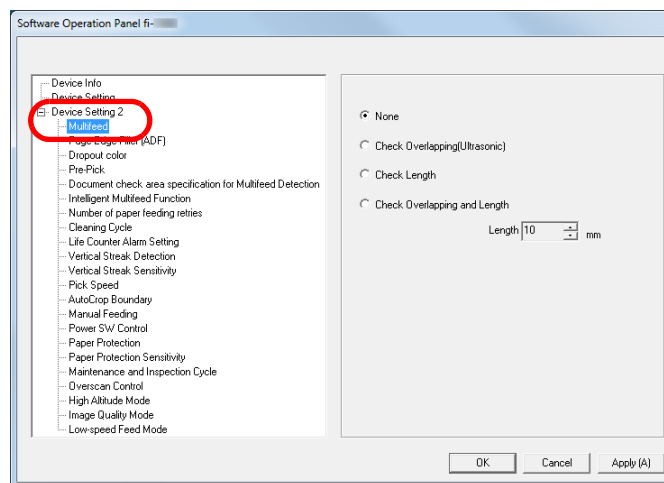 Software Operation Panel fi-
Device Info
Device Setting
Device Setting 2
Multifeed
Page Edge Filler (ADF)
Dropout color
Pre-Pick
Document check area specification for Multifeed Detection
Intelligent Multifeed Function
Number of paper feeding retries
Cleaning Cycle
Life Counter Alarm Setting
Vertical Streak Detection
Vertical Streak Sensitivity
Pick Speed
AutoCrop Boundary
Manual Feeding
Power SW Control
Paper Protection
Paper Protection Sensitivity
Maintenance and Inspection Cycle
Overscan Control
High Altitude Mode
Image Quality Mode
Low-speed Feed Mode
None
Check Overlapping(Ultrasonic)
Check Length
Check Overlapping and Length
Length 10 mm
OK Cancel Apply (A)